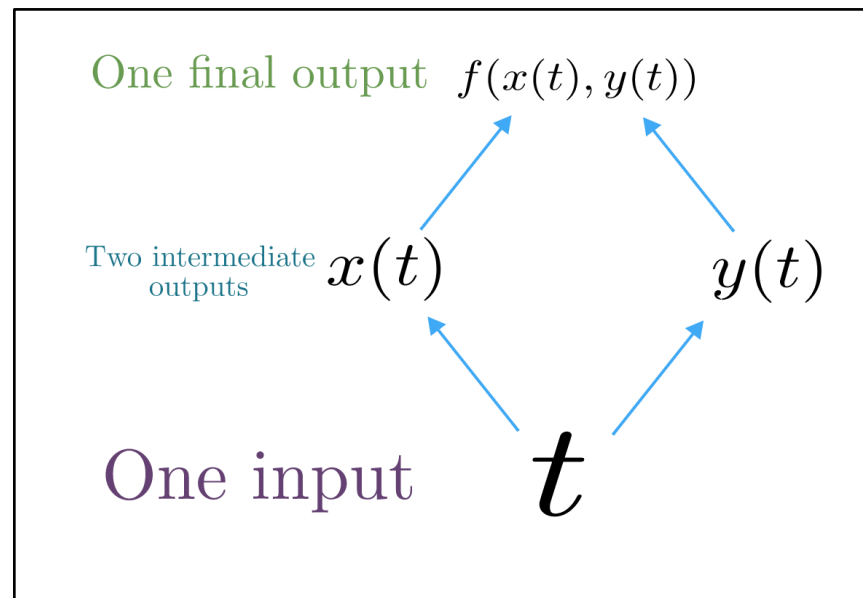 One final output f(x(t), y(t))
Two intermediate
outputs
x(t)
y(t)
One input
t